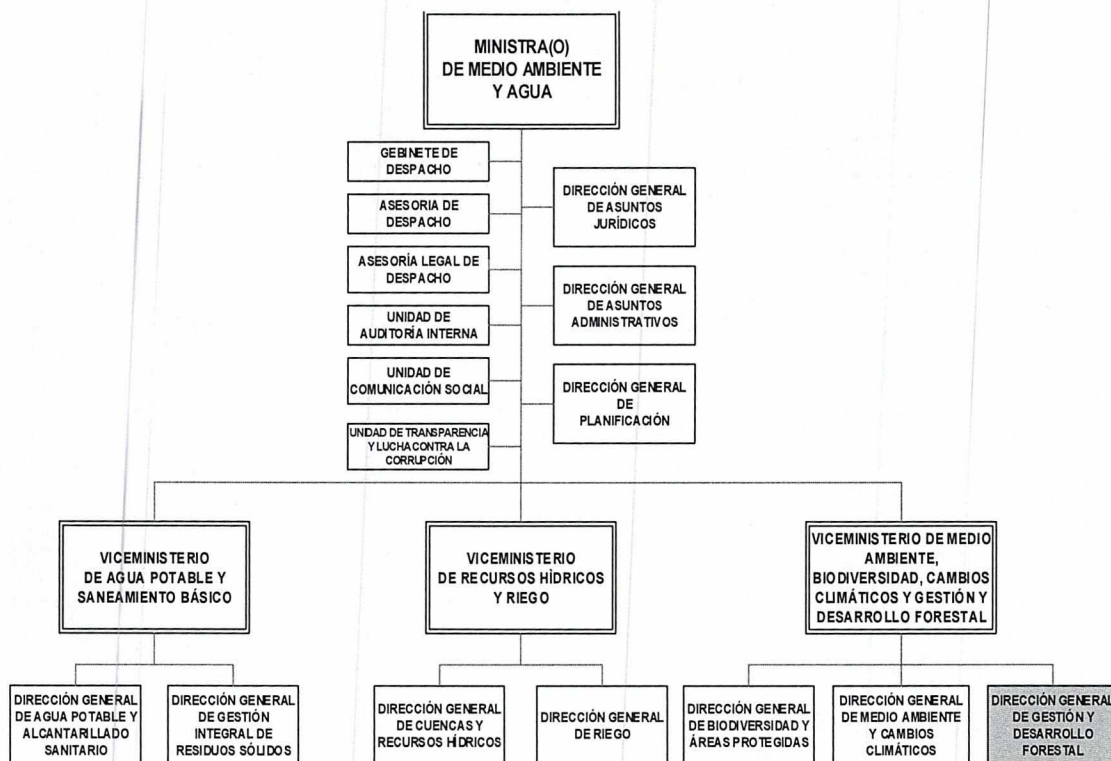 MINISTRA(O)
DE MEDIO AMBIENTE
Y AGUA
GEBINETE DE
DESPACHO
ASESORIA DE
DESPACHO
ASESORÍA LEGAL DE
DESPACHO
UNIDAD DE
AUDITORÍA INTERNA
UNIDAD DE
COMUNICACIÓN SOCIAL
UNIDAD DE TRANSPARENCIA
Y LUCHA CONTRA LA
CORRUPCIÓN
DIRECCIÓN GENERAL
DE ASUNTOS
JURÍDICOS
DIRECCIÓN GENERAL
DE ASUNTOS
ADMINISTRATIVOS
DIRECCIÓN GENERAL
DE
PLANIFICACIÓN
VICEMINISTERIO
DE AGUA POTABLE Y
SANEAMIENTO BÁSICO
VICEMINISTERIO
DE RECURSOS HÌDRICOS
Y RIEGO
VICEMINISTERIO DE MEDIO
AMBIENTE,
BIODIVERSIDAD, CAMBIOS
CLIMÁTICOS Y GESTIÓN Y
DESARROLLO FORESTAL
DIRECCIÓN GENERAL
DE AGUA POTABLE Y
ALCANTARILLADO
SANITARIO
DIRECCIÓN GENERAL
DE GESTIÓN
INTEGRAL DE
RESIDUOS SÓLIDOS
DIRECCIÓN GENERAL
DE CUENCAS Y
RECURSOS HÍDRICOS
DIRECCIÓN GENERAL
DE RIEGO
DIRECCIÓN GENERAL
DE BIODIVERSIDAD Y
ÁREAS PROTEGIDAS
DIRECCIÓN GENERAL
DE MEDIO AMBIENTE
Y CAMBIOS
CLIMÁTICOS
DIRECCIÓN GENERAL
DE GESTIÓN Y
DESARROLLO
FORESTAL